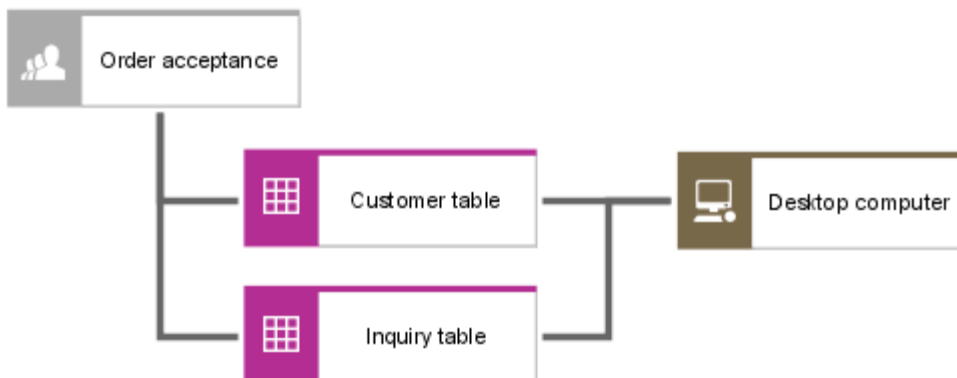 Order acceptance
Customer table
Desktop computer
Inquiry table